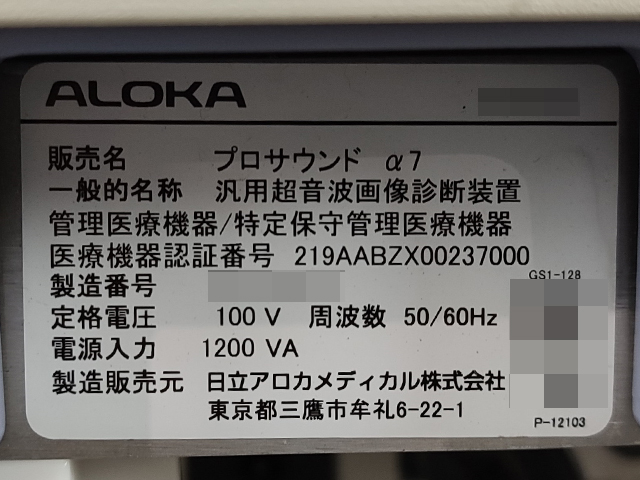 ALOKA
販売名 プロサウンド α7
一般的名称 汎用超音波画像診断装置
管理医療機器/特定保守管理医療機器
医療機器認証番号 219AABZX00237000
製造番号
GS1-128
定格電圧 100 V 周波数 50/60Hz
電源入力 1200 VA
製造販売元 日立アロカメディカル株式会社
東京都三鷹市牟礼6-22-1
P-12103